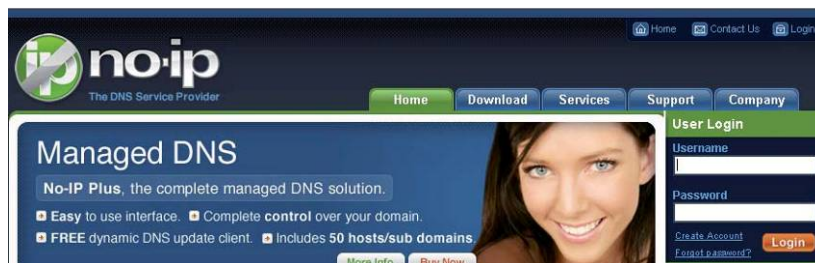 Home Contact Us Login
no·ip
The DNS Service Provider
Home Download Services Support Company
User Login
Managed DNS
Username
No-IP Plus, the complete managed DNS solution.
Easy to use interface. Complete control over your domain.
Password
FREE dynamic DNS update client. Includes 50 hosts/sub domains.
Create Account
Login
Forgot password?
More Info Buy Now